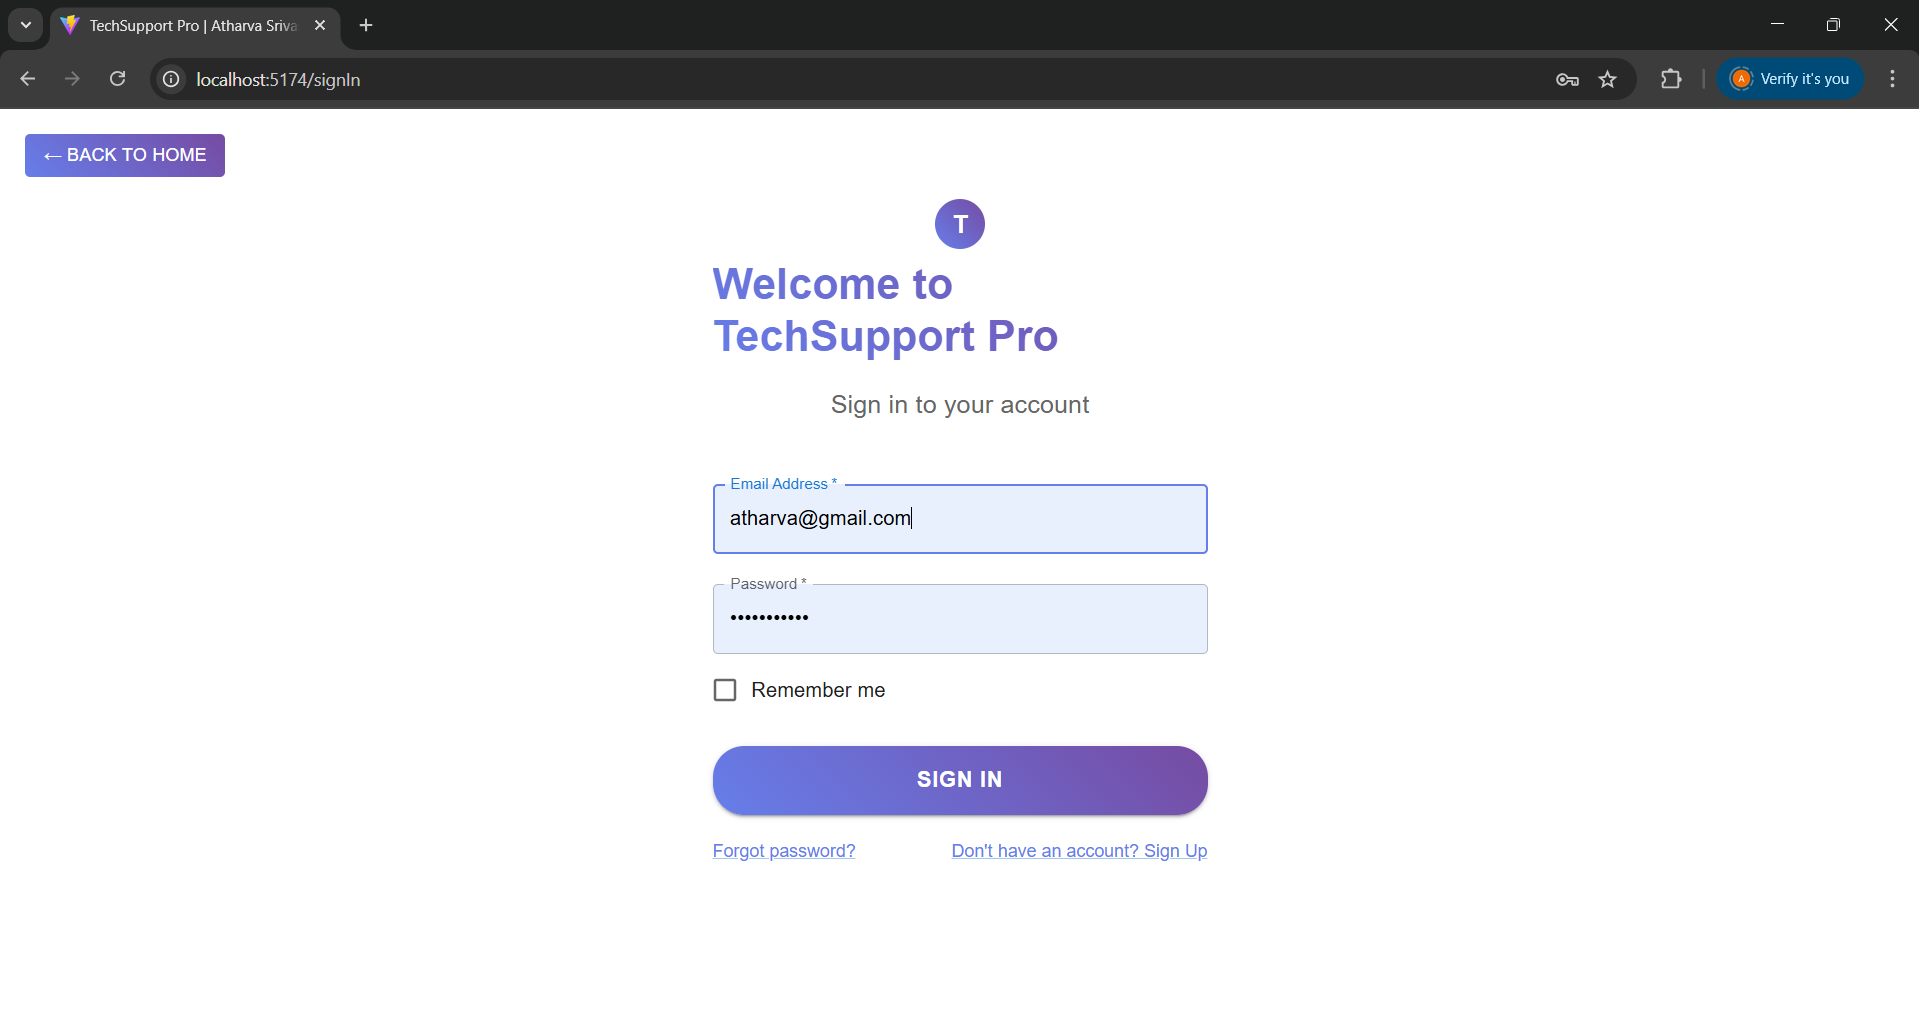 TechSupport Pro | Atharva Sriva
localhost:5174/signIn
A
Verify it's you
← BACK TO HOME
T
Welcome to
TechSupport Pro
Sign in to your account
Email Address *
atharva@gmail.com
Password *
•••••••••••
Remember me
SIGN IN
Forgot password?
Don't have an account? Sign Up